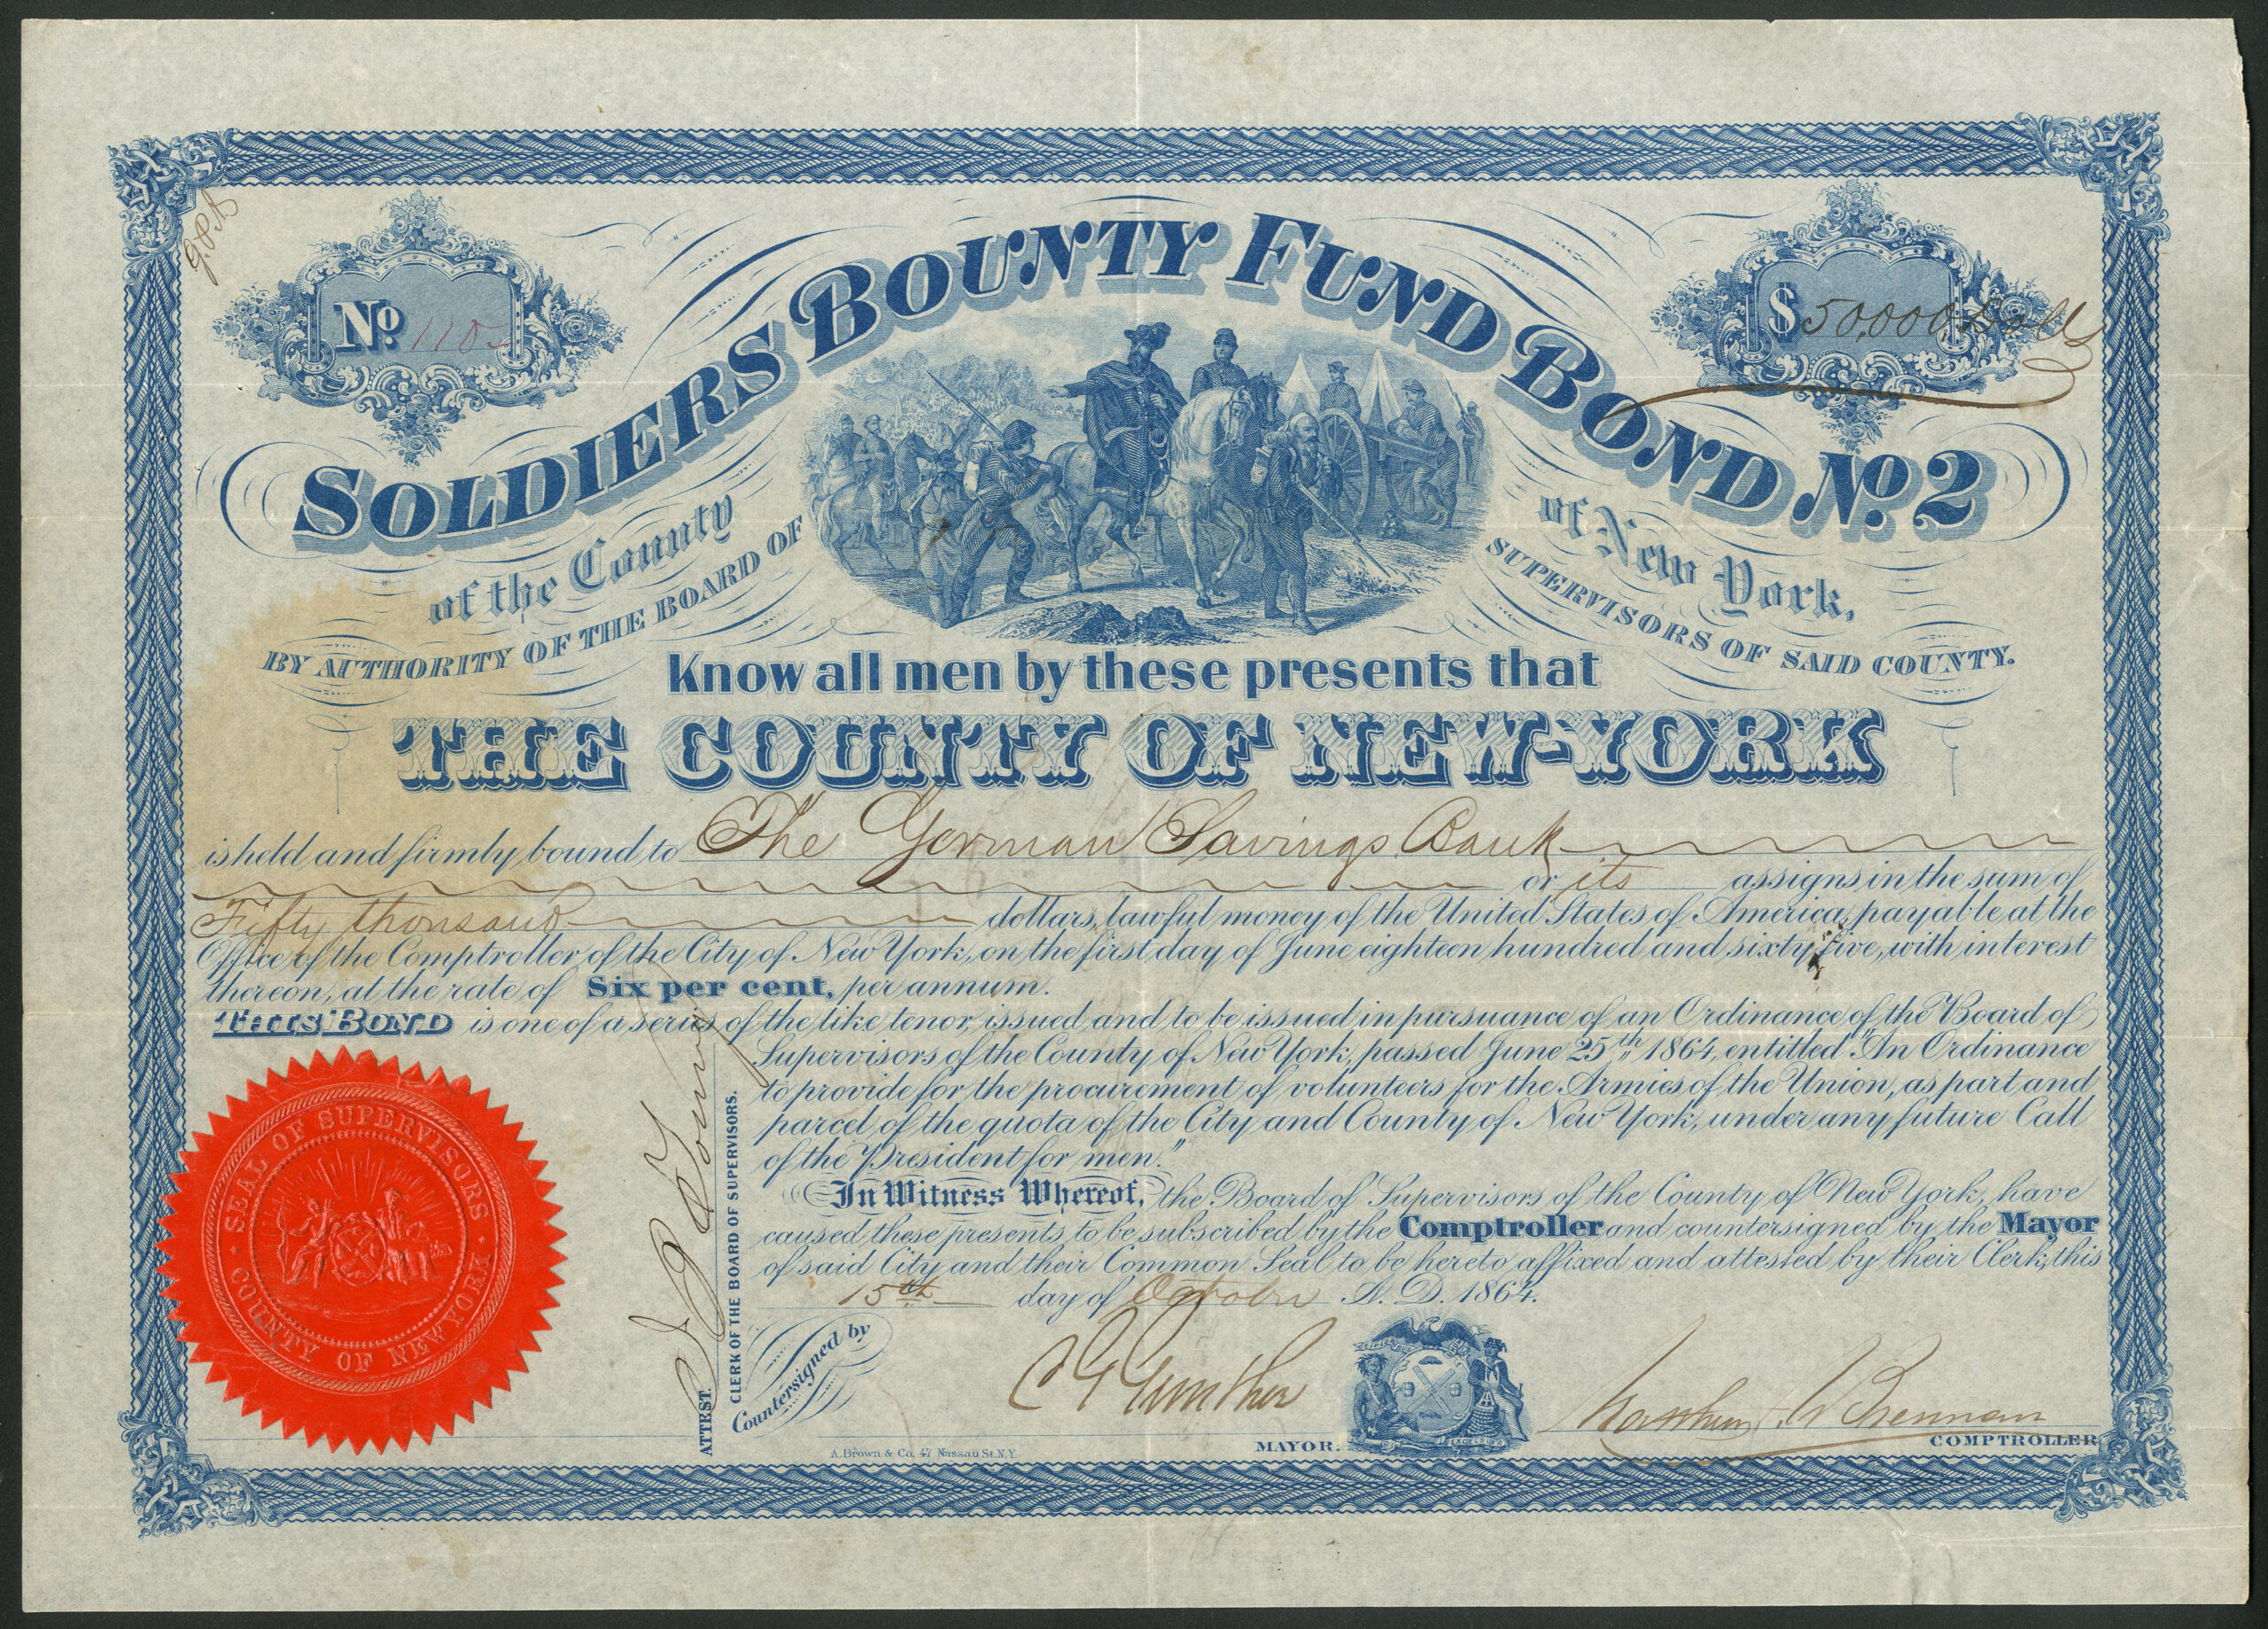 G.P.A
No 110
$50,000 Dolls
SOLDIERS BOUNTY FUND BOND No. 2
of the County of New York,
BY AUTHORITY OF THE BOARD OF SUPERVISORS OF SAID COUNTY.
Know all men by these presents that
THE COUNTY OF NEW-YORK
is held and firmly bound to The German Savings Bank
or its assigns in the sum of
Fifty thousand dollars, lawful money of the United States of America, payable at the
Office of the Comptroller of the City of New York, on the first day of June eighteen hundred and sixty five, with interest
thereon, at the rate of Six per cent, per annum.
THIS BOND is one of a series of the like tenor, issued and to be issued in pursuance of an Ordinance of the Board of
Supervisors of the County of New York, passed June 25th 1864, entitled "An Ordinance
to provide for the procurement of volunteers for the Armies of the Union, as part and
parcel of the quota of the City and County of New York, under any future Call
of the President for men."
In Witness Whereof, the Board of Supervisors of the County of New York, have
caused these presents to be subscribed by the Comptroller and countersigned by the Mayor
of said City and their Common Seal to be hereto affixed and attested by their Clerk, this
15th day of October A. D. 1864.
SEAL OF SUPERVISORS
COUNTY OF NEW YORK
ATTEST.
CLERK OF THE BOARD OF SUPERVISORS.
Countersigned by
C G Gunther
MAYOR.
EXCELSIOR
Matthew T. Brennan
COMPTROLLER
A. Brown & Co. 47 Nassau St. N.Y.